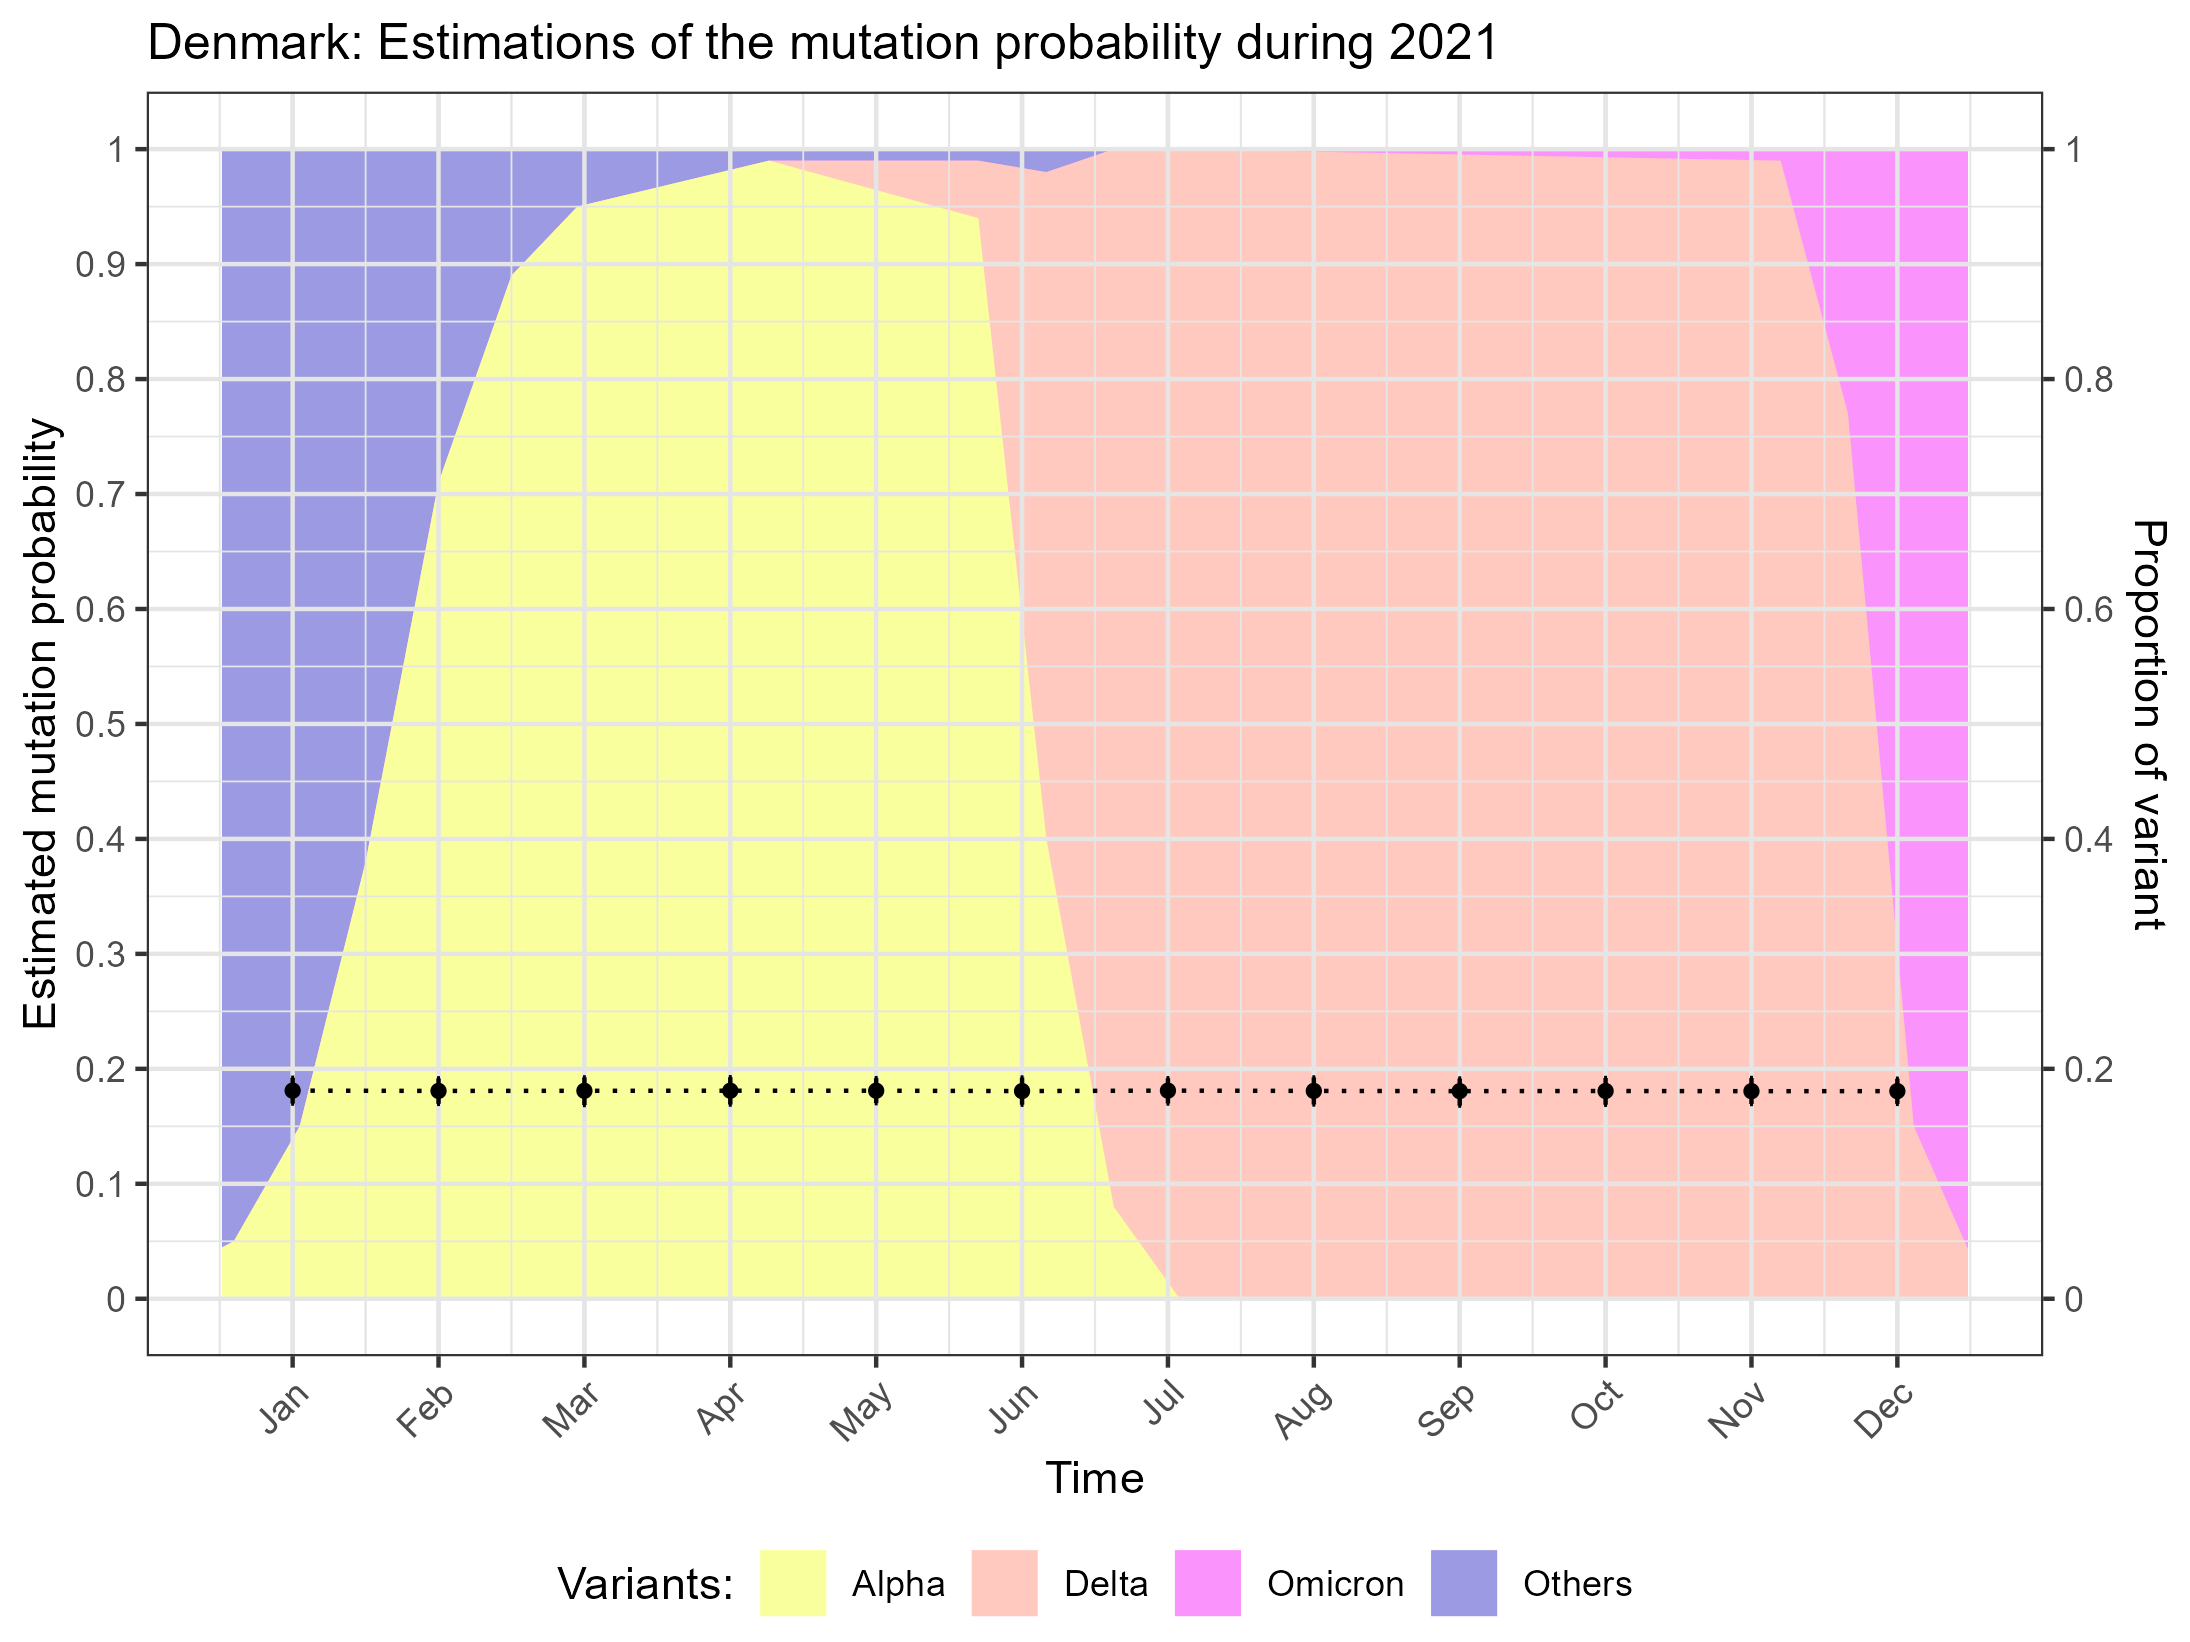 Denmark: Estimations of the mutation probability during 2021
Estimated mutation probability
1
0.9
0.8
0.7
0.6
0.5
0.4
0.3
0.2
0.1
0
1
0.8
0.6
0.4
0.2
0
Proportion of variant
Jan Feb Mar Apr May Jun Jul Aug Sep Oct Nov Dec
Time
Variants: Alpha Delta Omicron Others